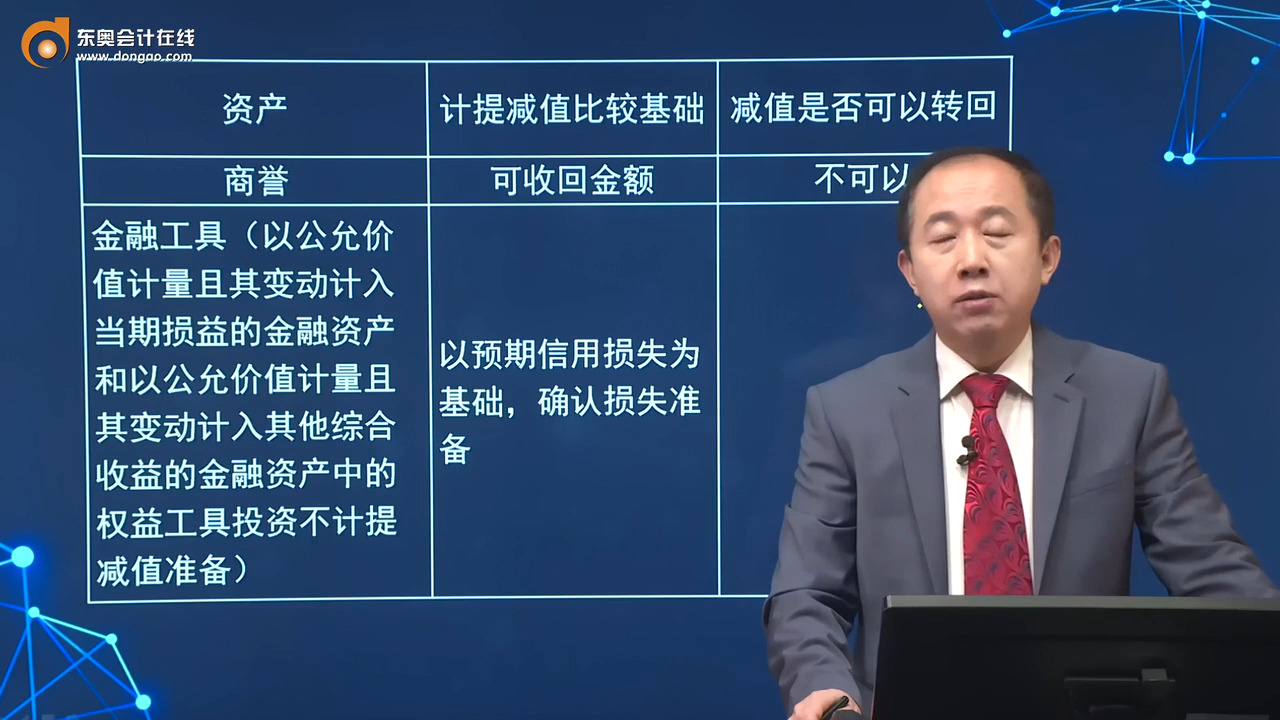 东奥会计在线
www.dongao.com
资产
计提减值比较基础
减值是否可以转回
商誉
可收回金额
不可以
金融工具（以公允价
值计量且其变动计入
当期损益的金融资产
和以公允价值计量且
其变动计入其他综合
收益的金融资产中的
权益工具投资不计提
减值准备）
以预期信用损失为
基础，确认损失准
备